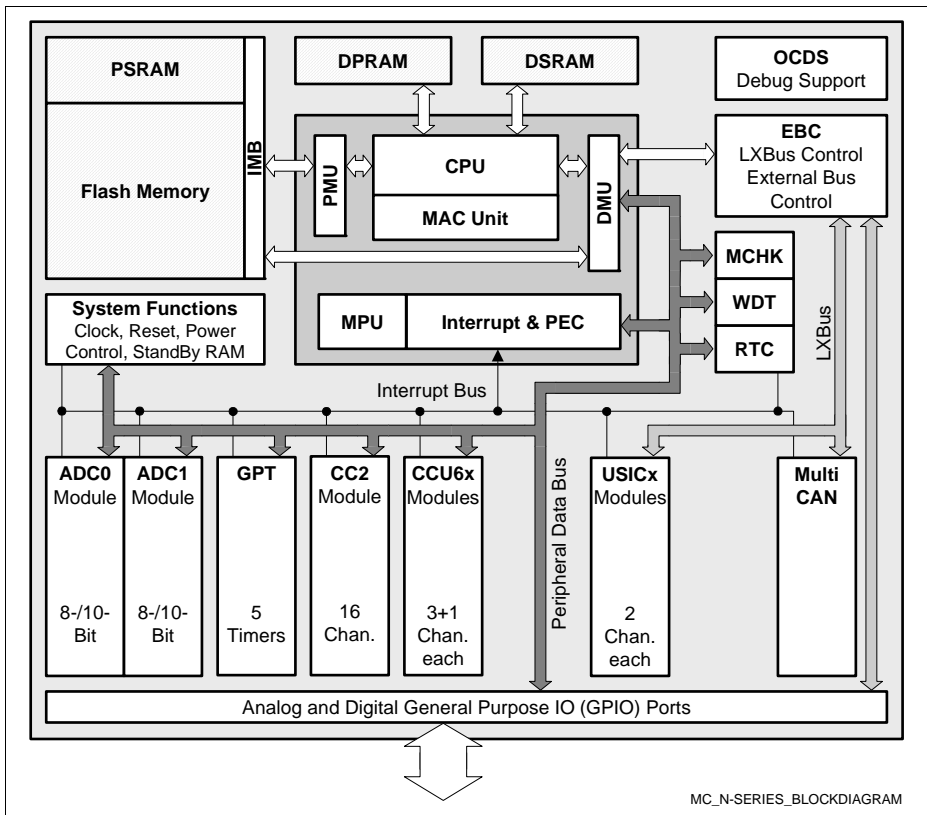 PSRAM
Flash Memory
IMB
DPRAM
DSRAM
OCDS
Debug Support
PMU
CPU
MAC Unit
DMU
EBC
LXBus Control
External Bus
Control
MPU
Interrupt & PEC
MCHK
WDT
RTC
LXBus
System Functions
Clock, Reset, Power
Control, StandBy RAM
Interrupt Bus
ADC0
Module
8-/10-
Bit
ADC1
Module
8-/10-
Bit
GPT
5
Timers
CC2
Module
16
Chan.
CCU6x
Modules
3+1
Chan.
each
Peripheral Data Bus
USICx
Modules
2
Chan.
each
Multi
CAN
Analog and Digital General Purpose IO (GPIO) Ports
MC_N-SERIES_BLOCKDIAGRAM